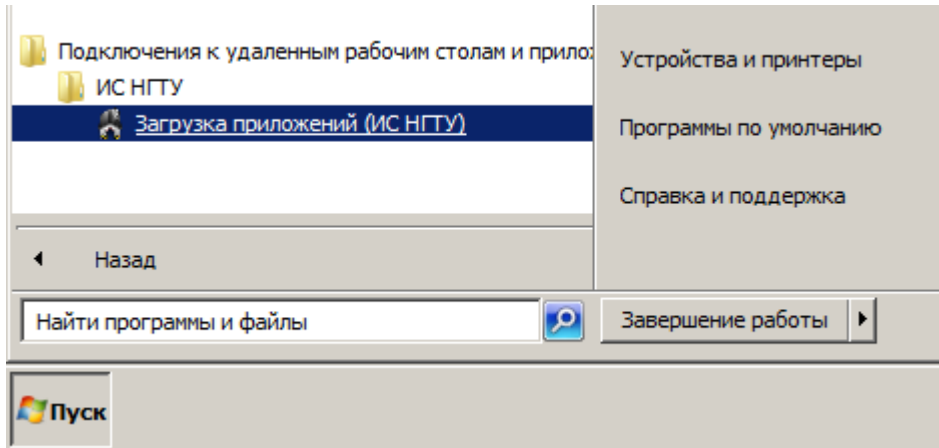 Подключения к удаленным рабочим столам и
ИС НГТУ
Загрузка приложений (ИС НГТУ)
Назад
Найти программы и файлы
Устройства и принтеры
Программы по умолчанию
Справка и поддержка
Завершение работы
Пуск